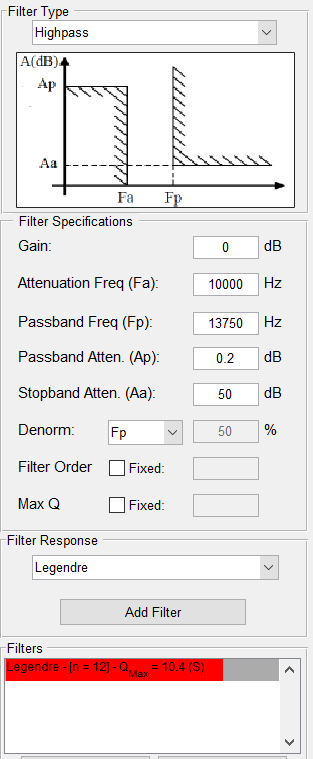 Filter Type
Highpass
A(dB)
Ap
Aa
Fa Fp
Filter Specifications
Gain: 0 dB
Attenuation Freq (Fa): 10000 Hz
Passband Freq (Fp): 13750 Hz
Passband Atten. (Ap): 0.2 dB
Stopband Atten. (Aa): 50 dB
Denorm: Fp 50 %
Filter Order Fixed:
Max Q Fixed:
Filter Response
Legendre
Add Filter
Filters
Legendre - [n = 12] - QMax = 10.4 (S)